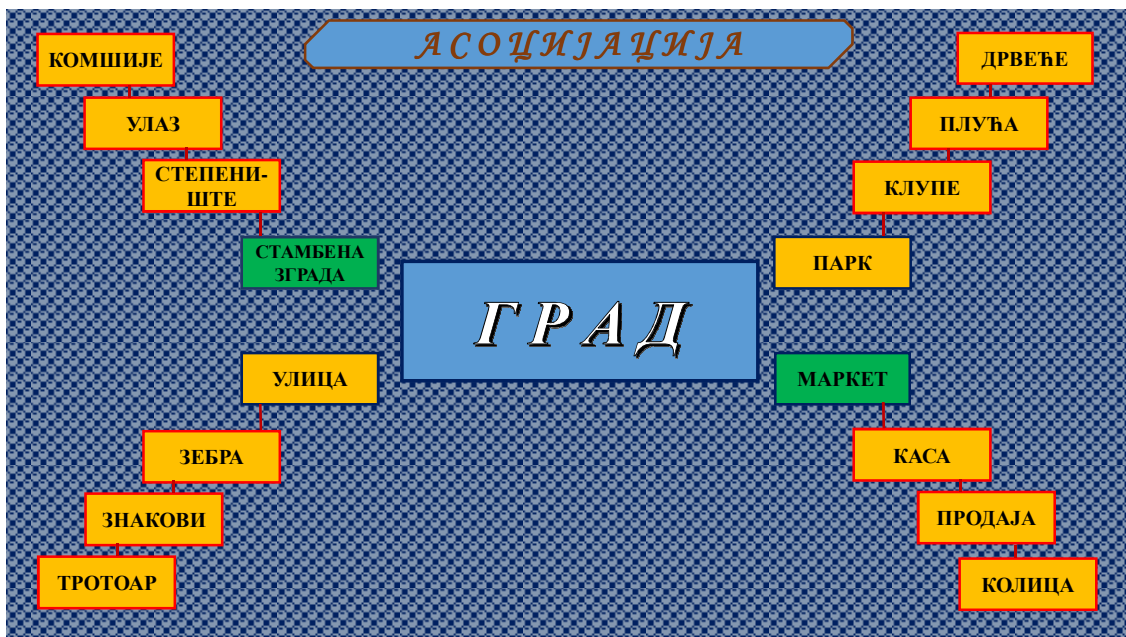 АСОЦИЈАЦИЈА
КОМШИЈЕ
УЛАЗ
СТЕПЕНИ-
ШТЕ
СТАМБЕНА
ЗГРАДА
ДРВЕЋЕ
ПЛУЋА
КЛУПЕ
ПАРК
ГРАД
УЛИЦА
ЗЕБРА
ЗНАКОВИ
ТРОТОАР
МАРКЕТ
КАСА
ПРОДАЈА
КОЛИЦА